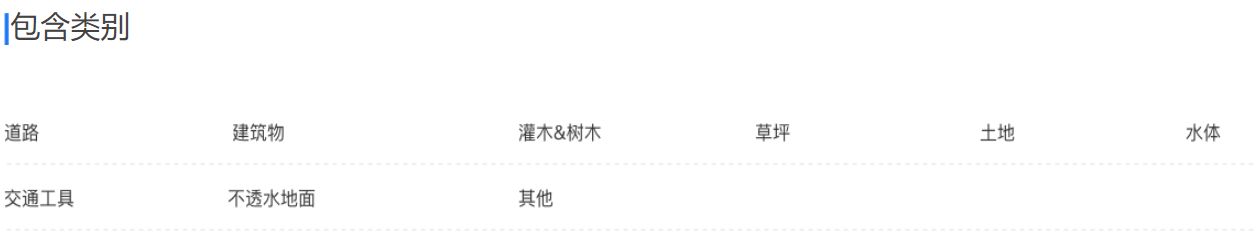 包含类别
道路 建筑物 灌木&树木 草坪 土地 水体
交通工具 不透水地面 其他